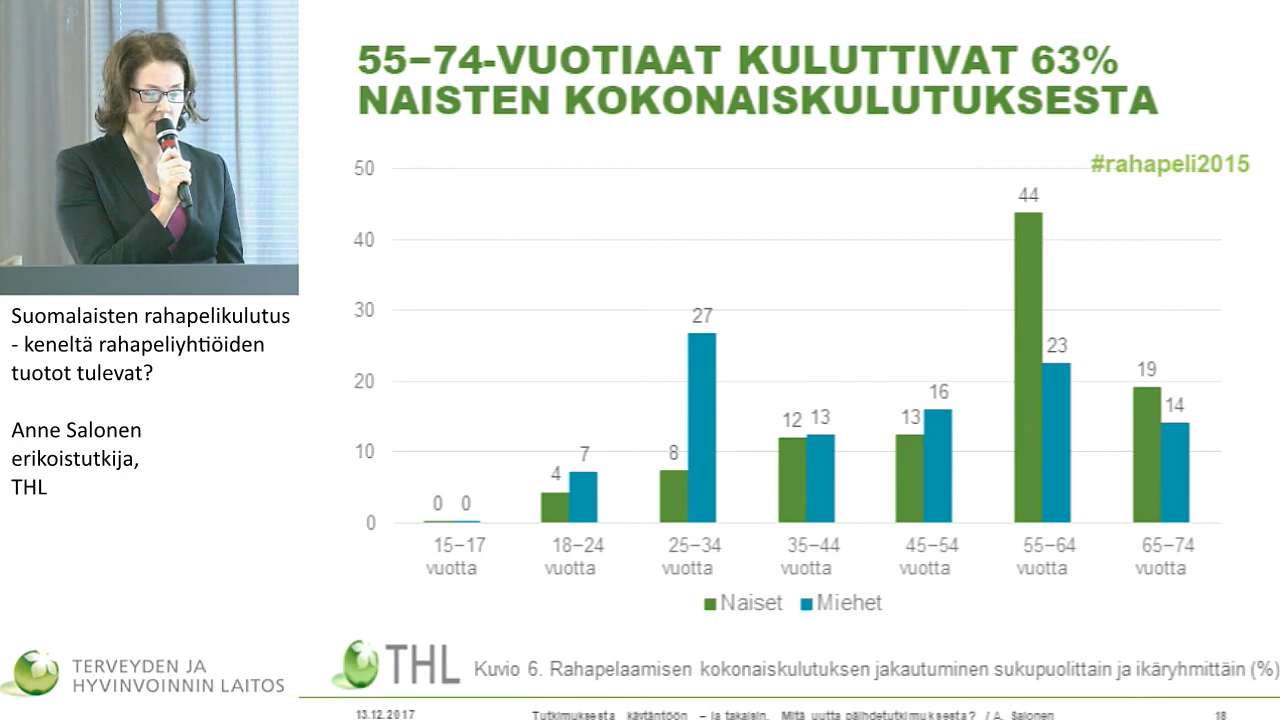 55–74-VUOTIAAT KULUTTIVAT 63%
NAISTEN KOKONAISKULUTUKSESTA
#rahapeli2015
50
40
30
20
10
0
0 0
4 7
8 27
12 13
13 16
44 23
19 14
15–17 vuotta
18–24 vuotta
25–34 vuotta
35–44 vuotta
45–54 vuotta
55–64 vuotta
65–74 vuotta
Naiset Miehet
Suomalaisten rahapelikulutus
- keneltä rahapeliyhtiöiden
tuotot tulevat?
Anne Salonen
erikoistutkija,
THL
TERVEYDEN JA
HYVINVOINNIN LAITOS
THL
Kuvio 6. Rahapelaamisen kokonaiskulutuksen jakautuminen sukupuolittain ja ikäryhmittäin (%)
13.12.2017
Tutkimuksesta käytäntöön – ja takaisin. Mitä uutta päihdetutkimuksesta? / A. Salonen
18